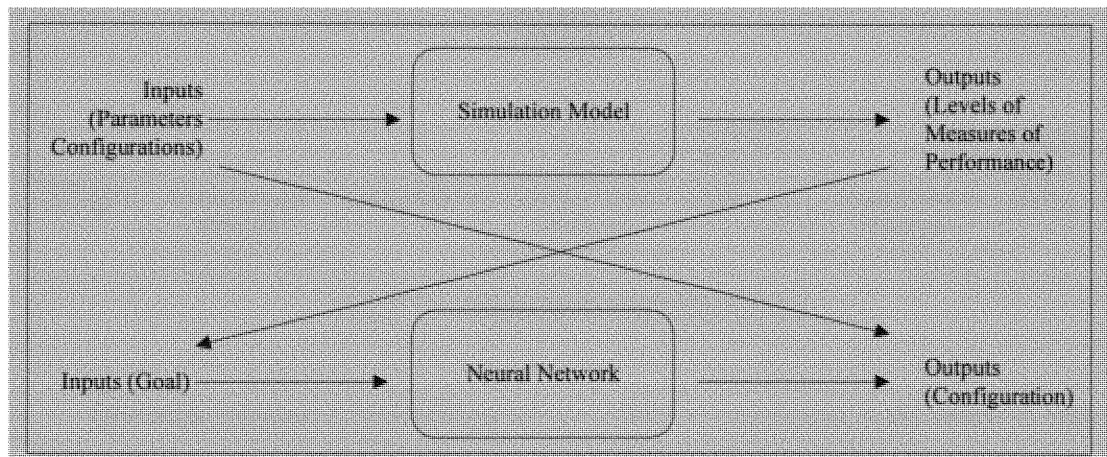 Inputs
(Parameters
Configurations)
Simulation Model
Outputs
(Levels of
Measures of
Performance)
Inputs (Goal)
Neural Network
Outputs
(Configuration)